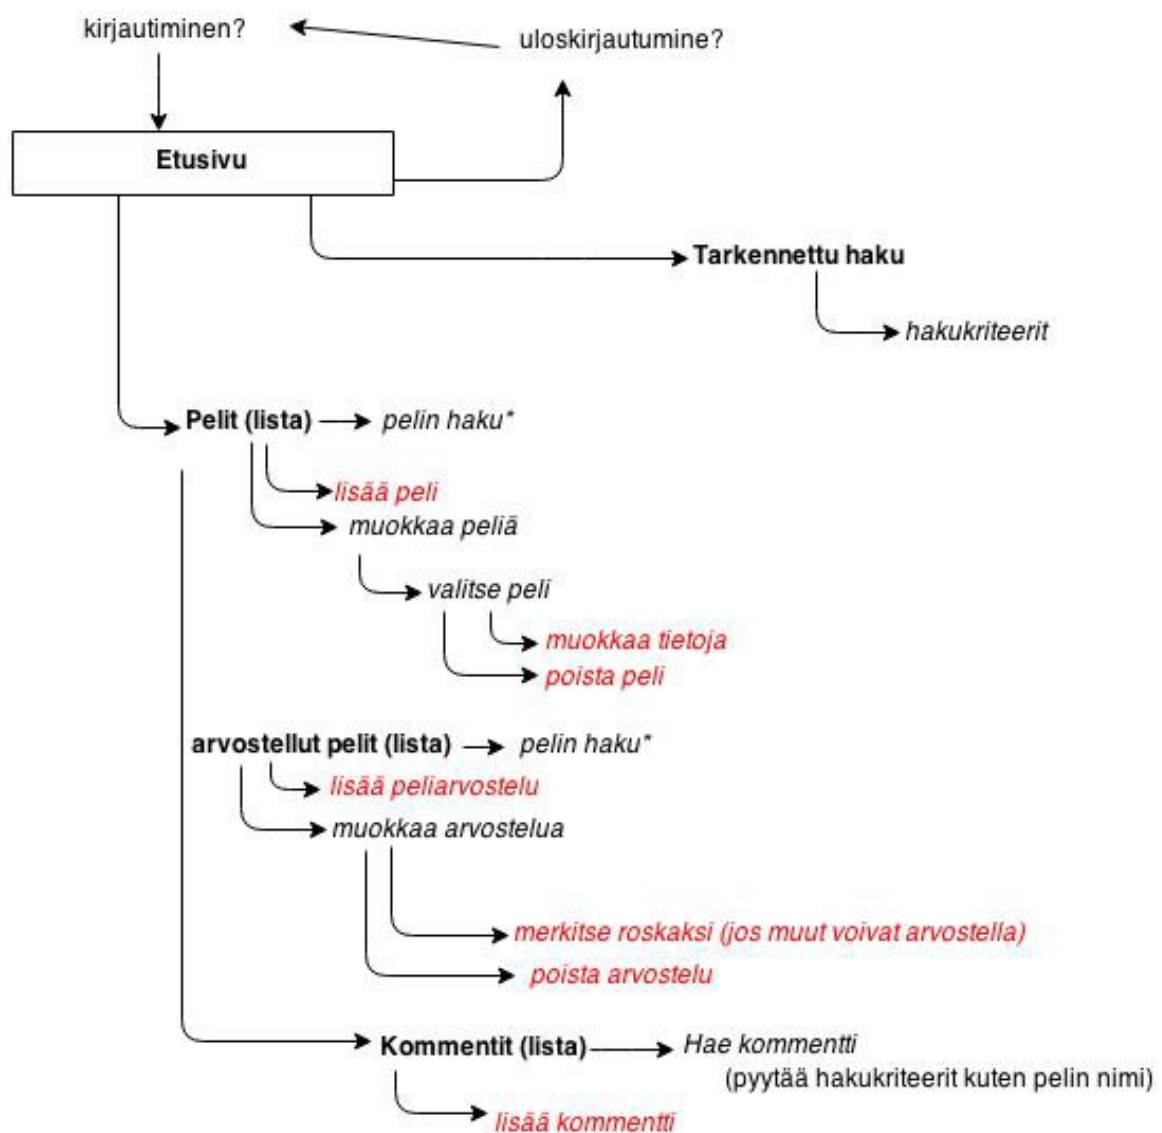 kirjautiminen?
uloskirjautumine?
Etusivu
Tarkennettu haku
hakukriteerit
Pelit (lista)
pelin haku*
lisää peli
muokkaa peliä
valitse peli
muokkaa tietoja
poista peli
arvostellut pelit (lista)
pelin haku*
lisää peliarvostelu
muokkaa arvostelua
merkitse roskaksi (jos muut voivat arvostella)
poista arvostelu
Kommentit (lista)
Hae kommentti
(pyytää hakukriteerit kuten pelin nimi)
lisää kommentti